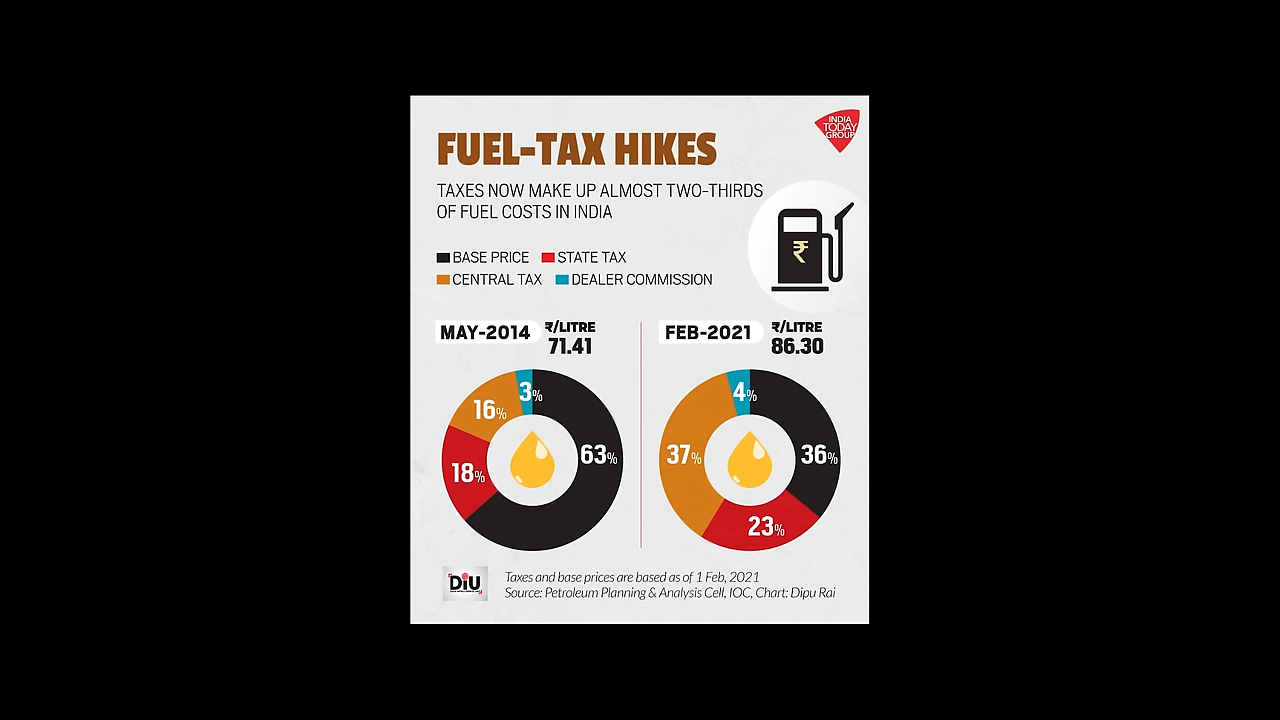 INDIA
TODAY
GROUP
FUEL-TAX HIKES
TAXES NOW MAKE UP ALMOST TWO-THIRDS
OF FUEL COSTS IN INDIA
₹
BASE PRICE STATE TAX
CENTRAL TAX DEALER COMMISSION
MAY-2014 ₹/LITRE
71.41
FEB-2021 ₹/LITRE
86.30
3%
16%
63%
18%
4%
37%
36%
23%
DiU
Taxes and base prices are based as of 1 Feb, 2021
Source: Petroleum Planning & Analysis Cell, IOC, Chart: Dipu Rai